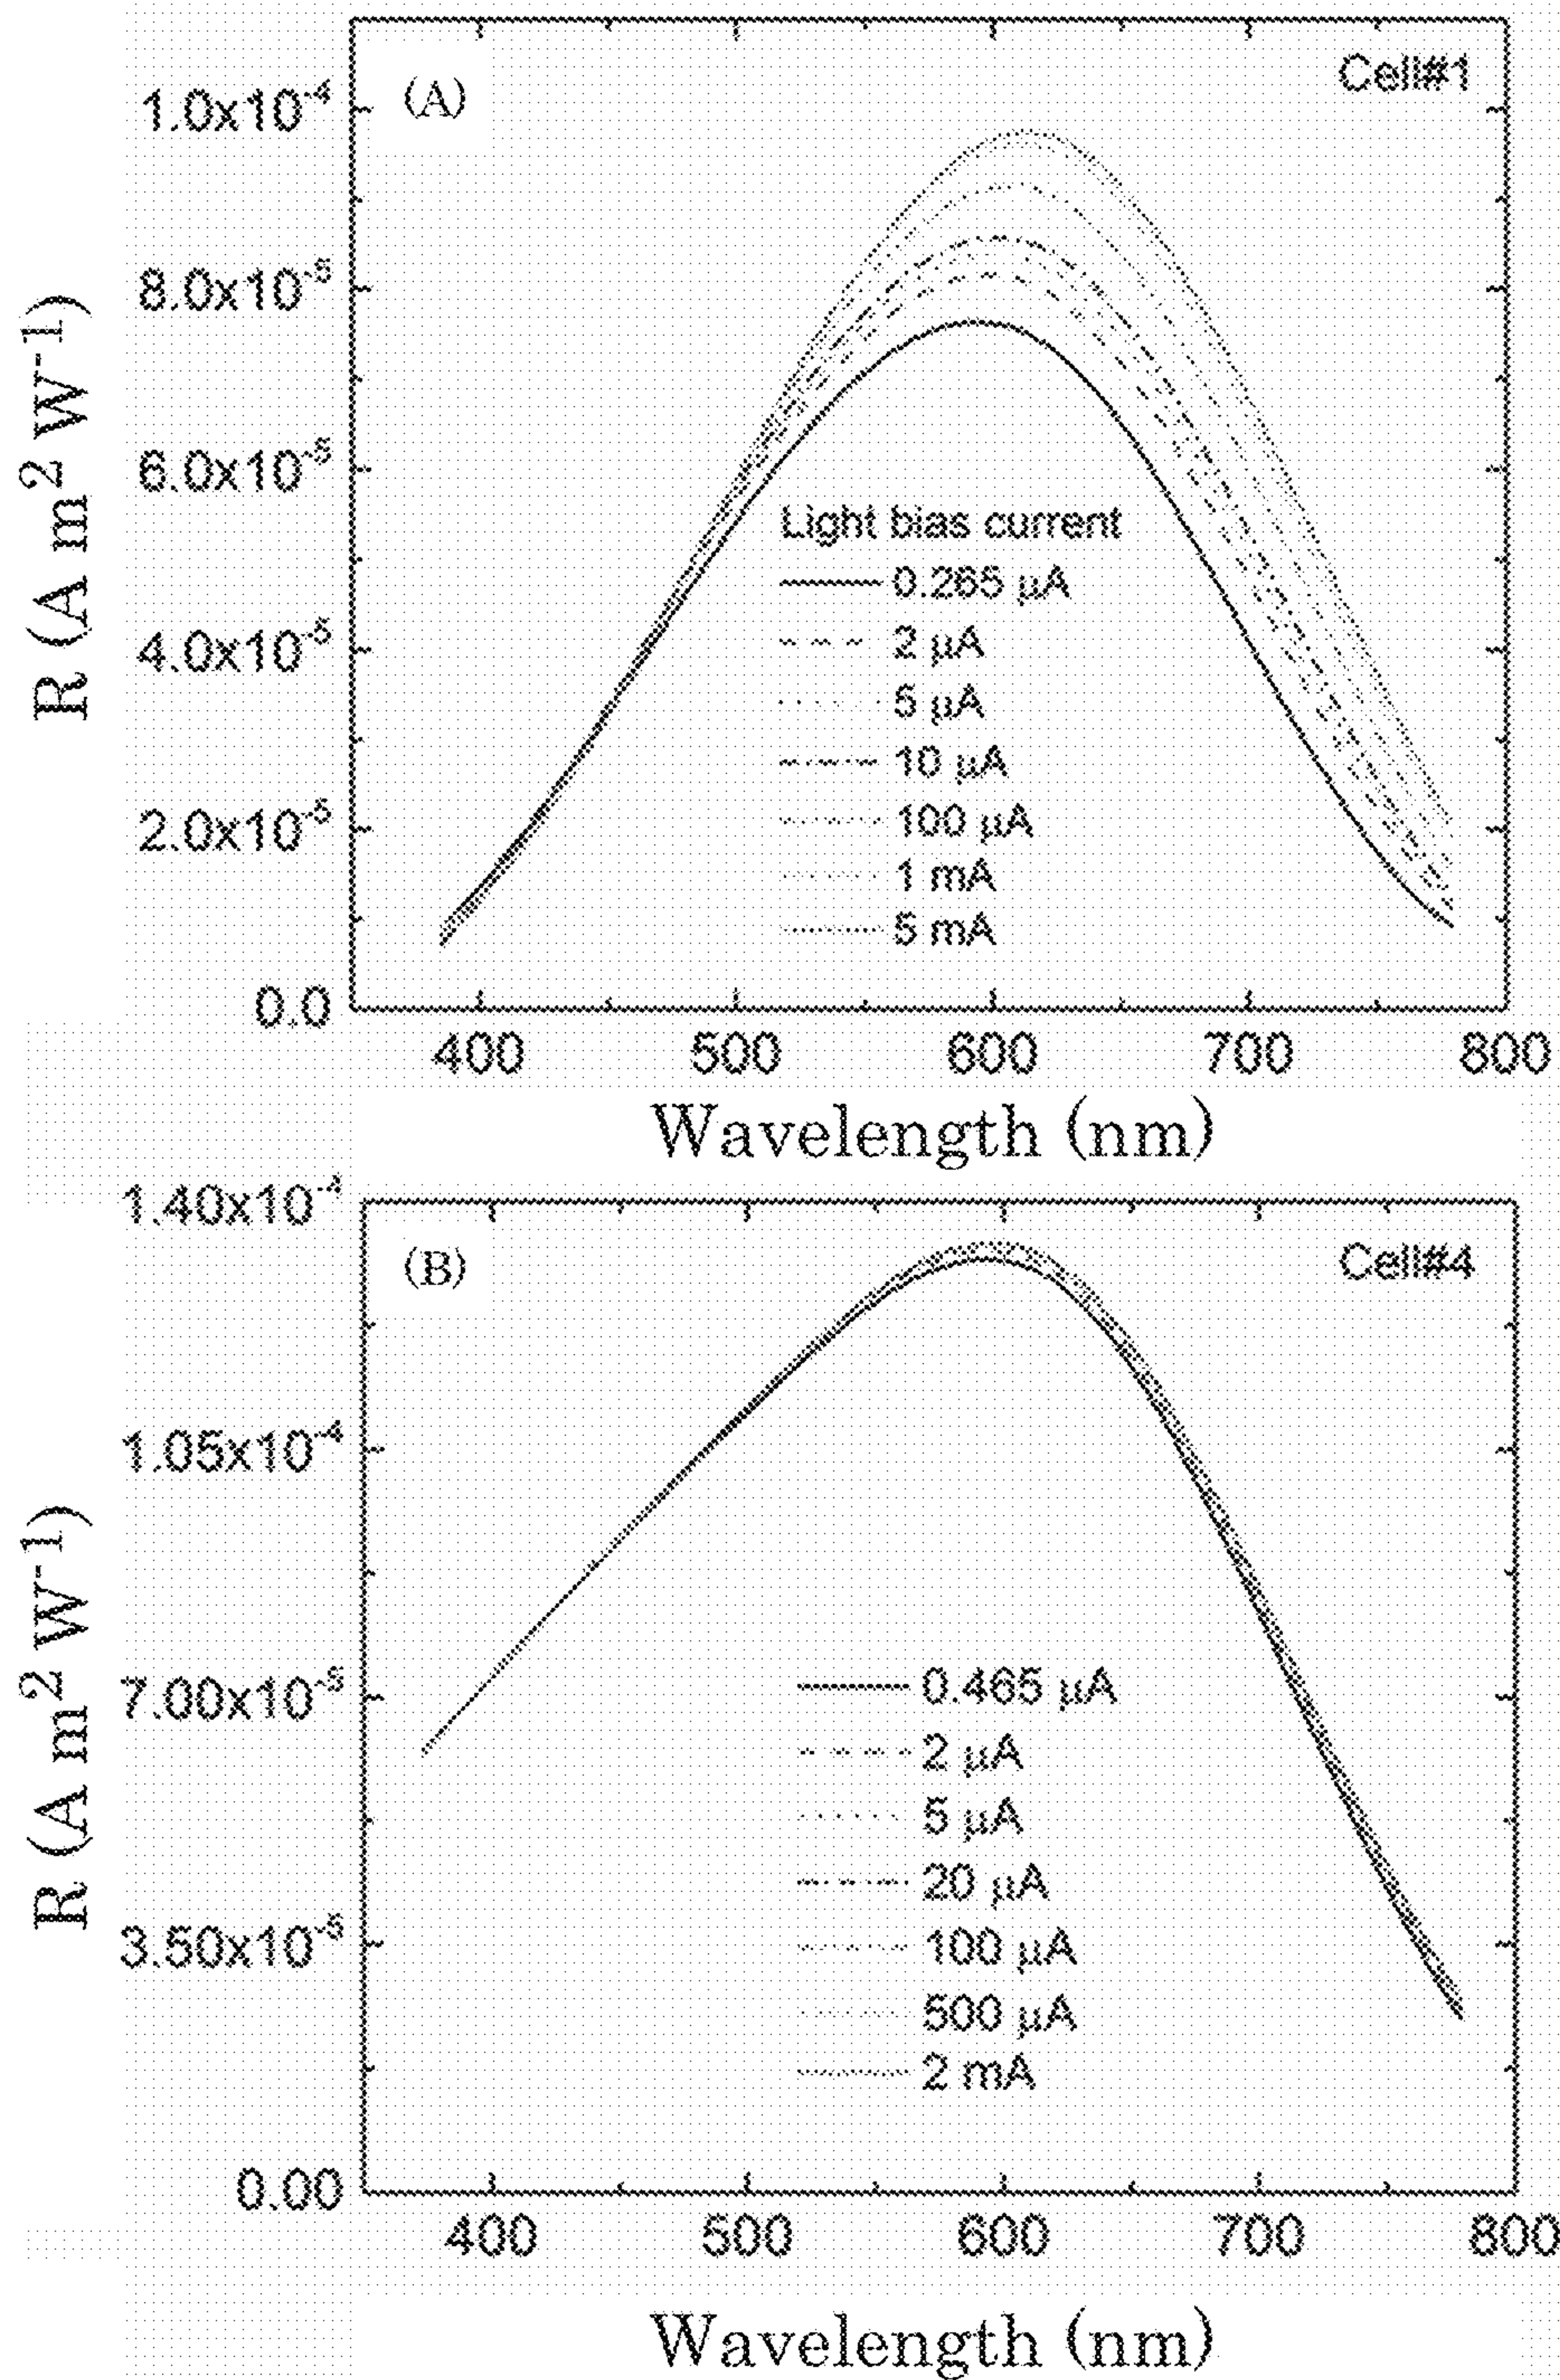 (A)
Cell#1
R (A m² W⁻¹)
1.0x10⁻⁴
8.0x10⁻⁵
6.0x10⁻⁵
4.0x10⁻⁵
2.0x10⁻⁵
0.0
Light bias current
0.265 µA
2 µA
5 µA
10 µA
100 µA
1 mA
5 mA
400 500 600 700 800
Wavelength (nm)
(B)
Cell#4
R (A m² W⁻¹)
1.40x10⁻⁴
1.05x10⁻⁴
7.00x10⁻⁵
3.50x10⁻⁵
0.00
0.465 µA
2 µA
5 µA
20 µA
100 µA
500 µA
2 mA
400 500 600 700 800
Wavelength (nm)